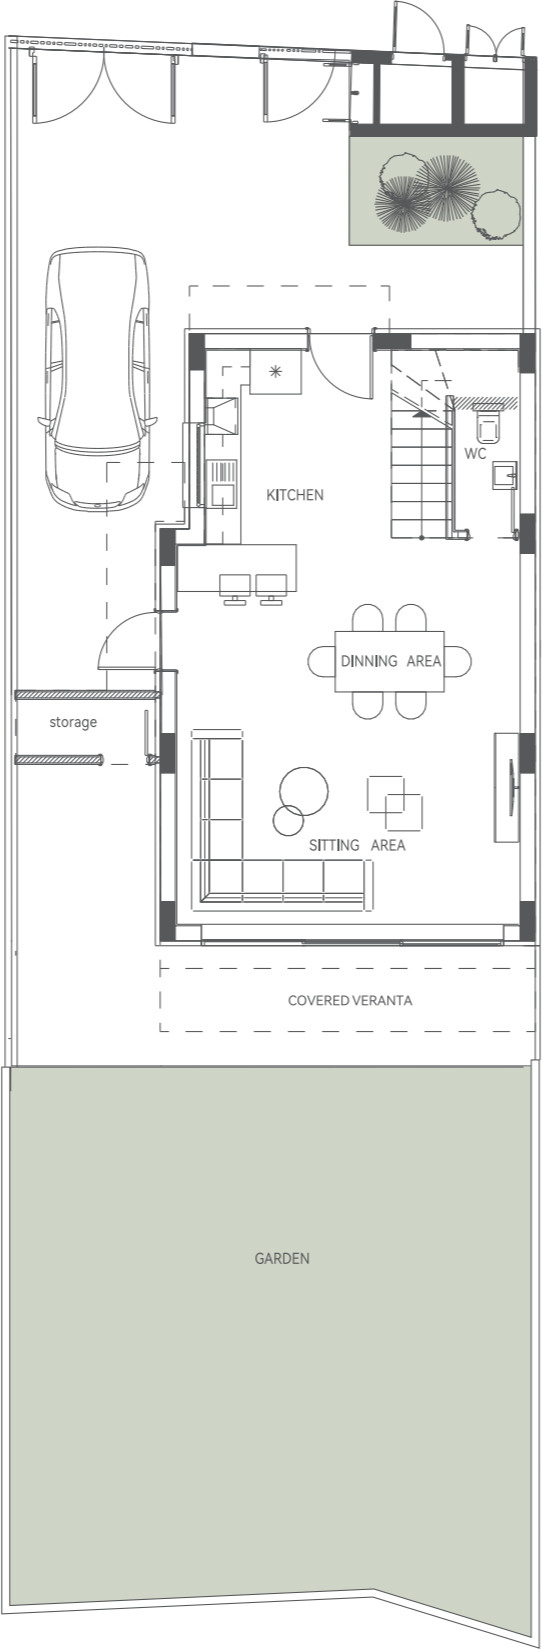 WC
KITCHEN
DINNING AREA
storage
SITTING AREA
COVERED VERANTA
GARDEN